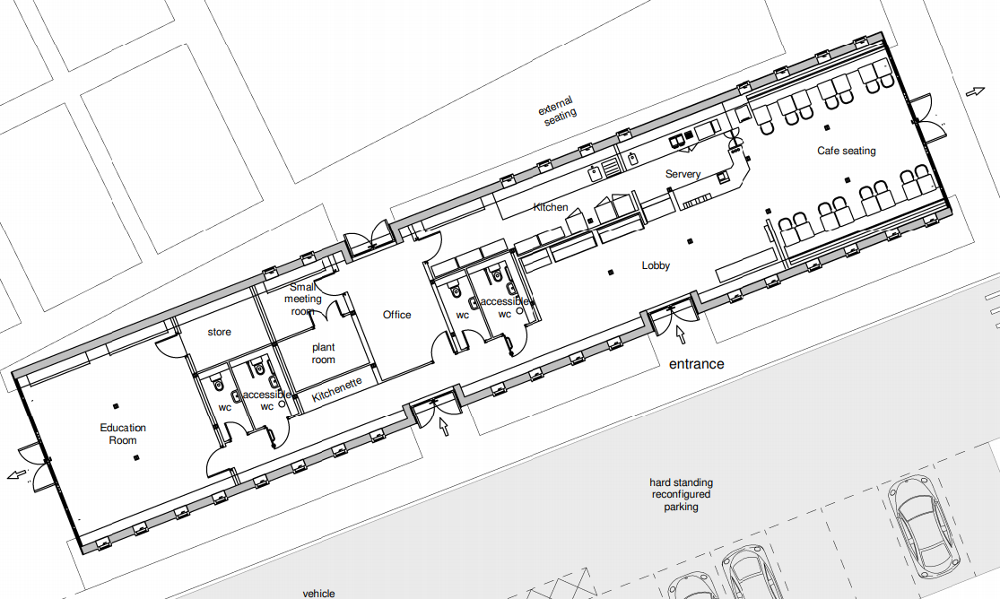 external
seating
Cafe seating
Servery
Kitchen
Lobby
Small
meeting
room
Office
accessible
wc
wc
store
plant
room
Kitchenette
accessible
wc
wc
Education
Room
entrance
hard standing
reconfigured
parking
vehicle